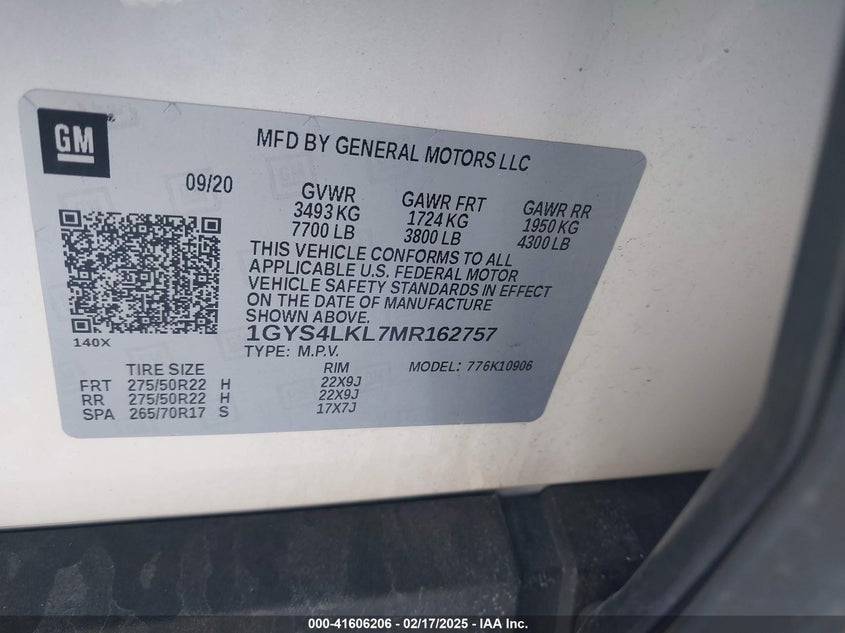 GM
®
MFD BY GENERAL MOTORS LLC
09/20
GVWR
3493 KG
7700 LB
GAWR FRT
1724 KG
3800 LB
GAWR RR
1950 KG
4300 LB
THIS VEHICLE CONFORMS TO ALL
APPLICABLE U.S. FEDERAL MOTOR
VEHICLE SAFETY STANDARDS IN EFFECT
ON THE DATE OF MANUFACTURE
SHOWN ABOVE.
140X
1GYS4LKL7MR162757
TYPE: M.P.V.
MODEL: 776K10906
TIRE SIZE RIM
FRT 275/50R22 H 22X9J
RR 275/50R22 H 22X9J
SPA 265/70R17 S 17X7J
000-41606206 - 02/17/2025 - IAAI.COM